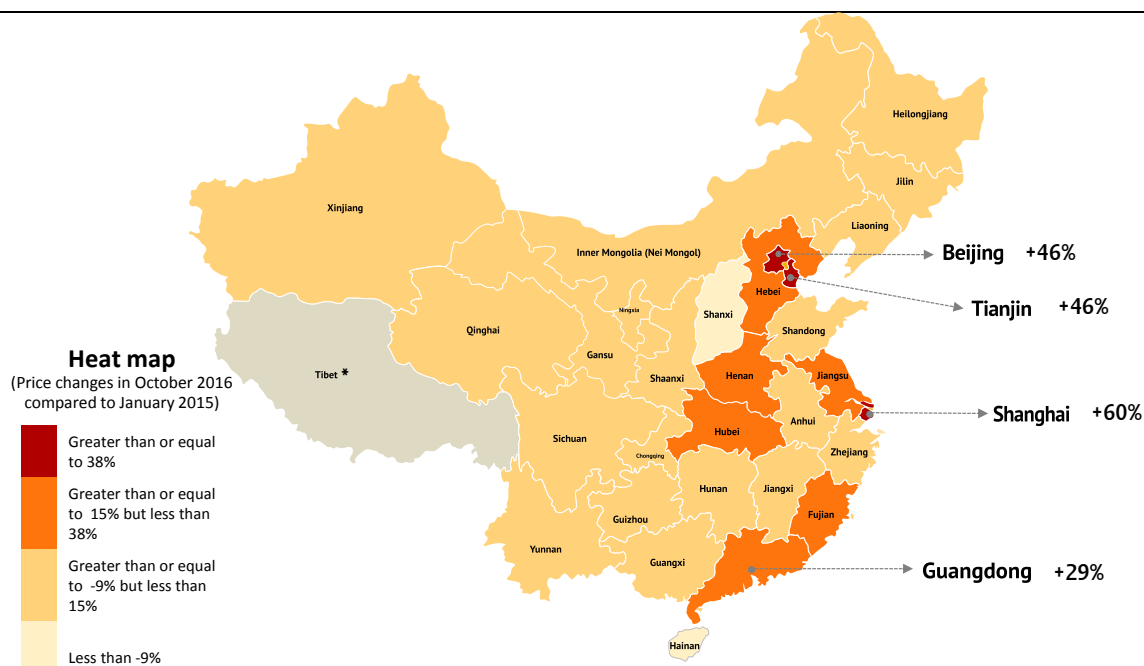 Heilongjiang
Jilin
Xinjiang
Liaoning
Inner Mongolia (Nei Mongol)
Beijing +46%
Hebei
Tianjin +46%
Ningxia
Shanxi
Qinghai
Shandong
Gansu
Heat map
(Price changes in October 2016
compared to January 2015)
Tibet *
Shaanxi
Henan
Jiangsu
Shanghai +60%
Anhui
Greater than or equal
to 38%
Sichuan
Hubei
Chongqing
Zhejiang
Greater than or equal
to 15% but less than
38%
Hunan
Jiangxi
Guizhou
Fujian
Yunnan
Guangxi
Guangdong +29%
Greater than or equal
to -9% but less than
15%
Hainan
Less than -9%